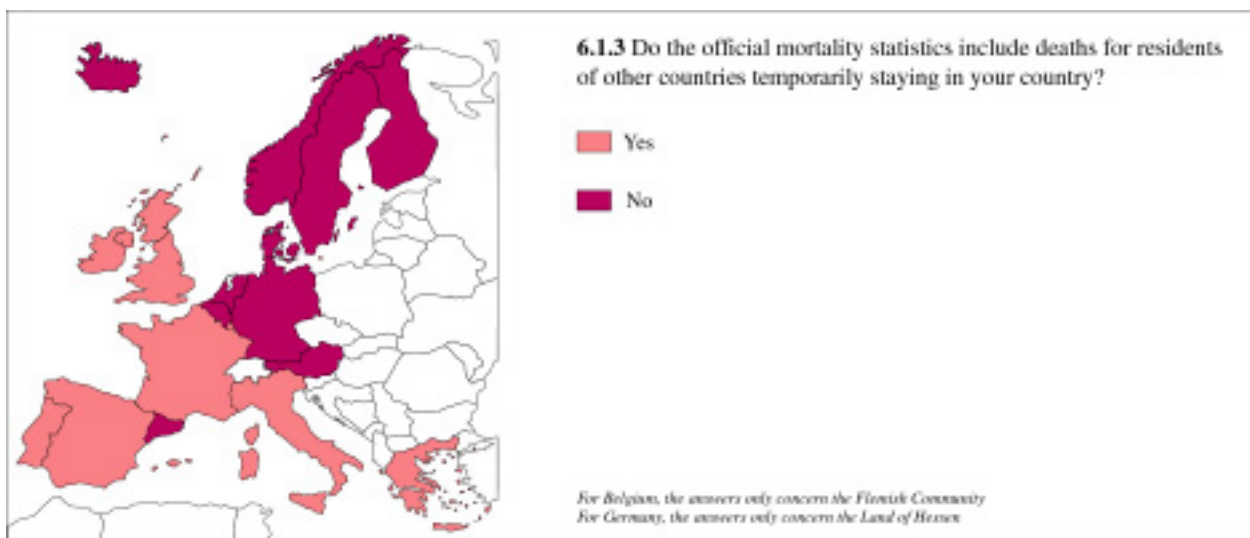 6.1.3 Do the official mortality statistics include deaths for residents
of other countries temporarily staying in your country?
Yes
No
For Belgium, the answers only concern the Flemish Community
For Germany, the answers only concern the Land of Hessen